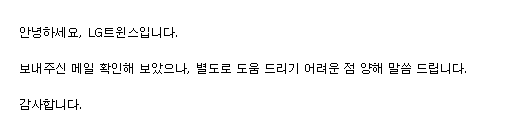 안녕하세요, LG트윈스입니다.
보내주신 메일 확인해 보았으나, 별도로 도움 드리기 어려운 점 양해 말씀 드립니다.
감사합니다.